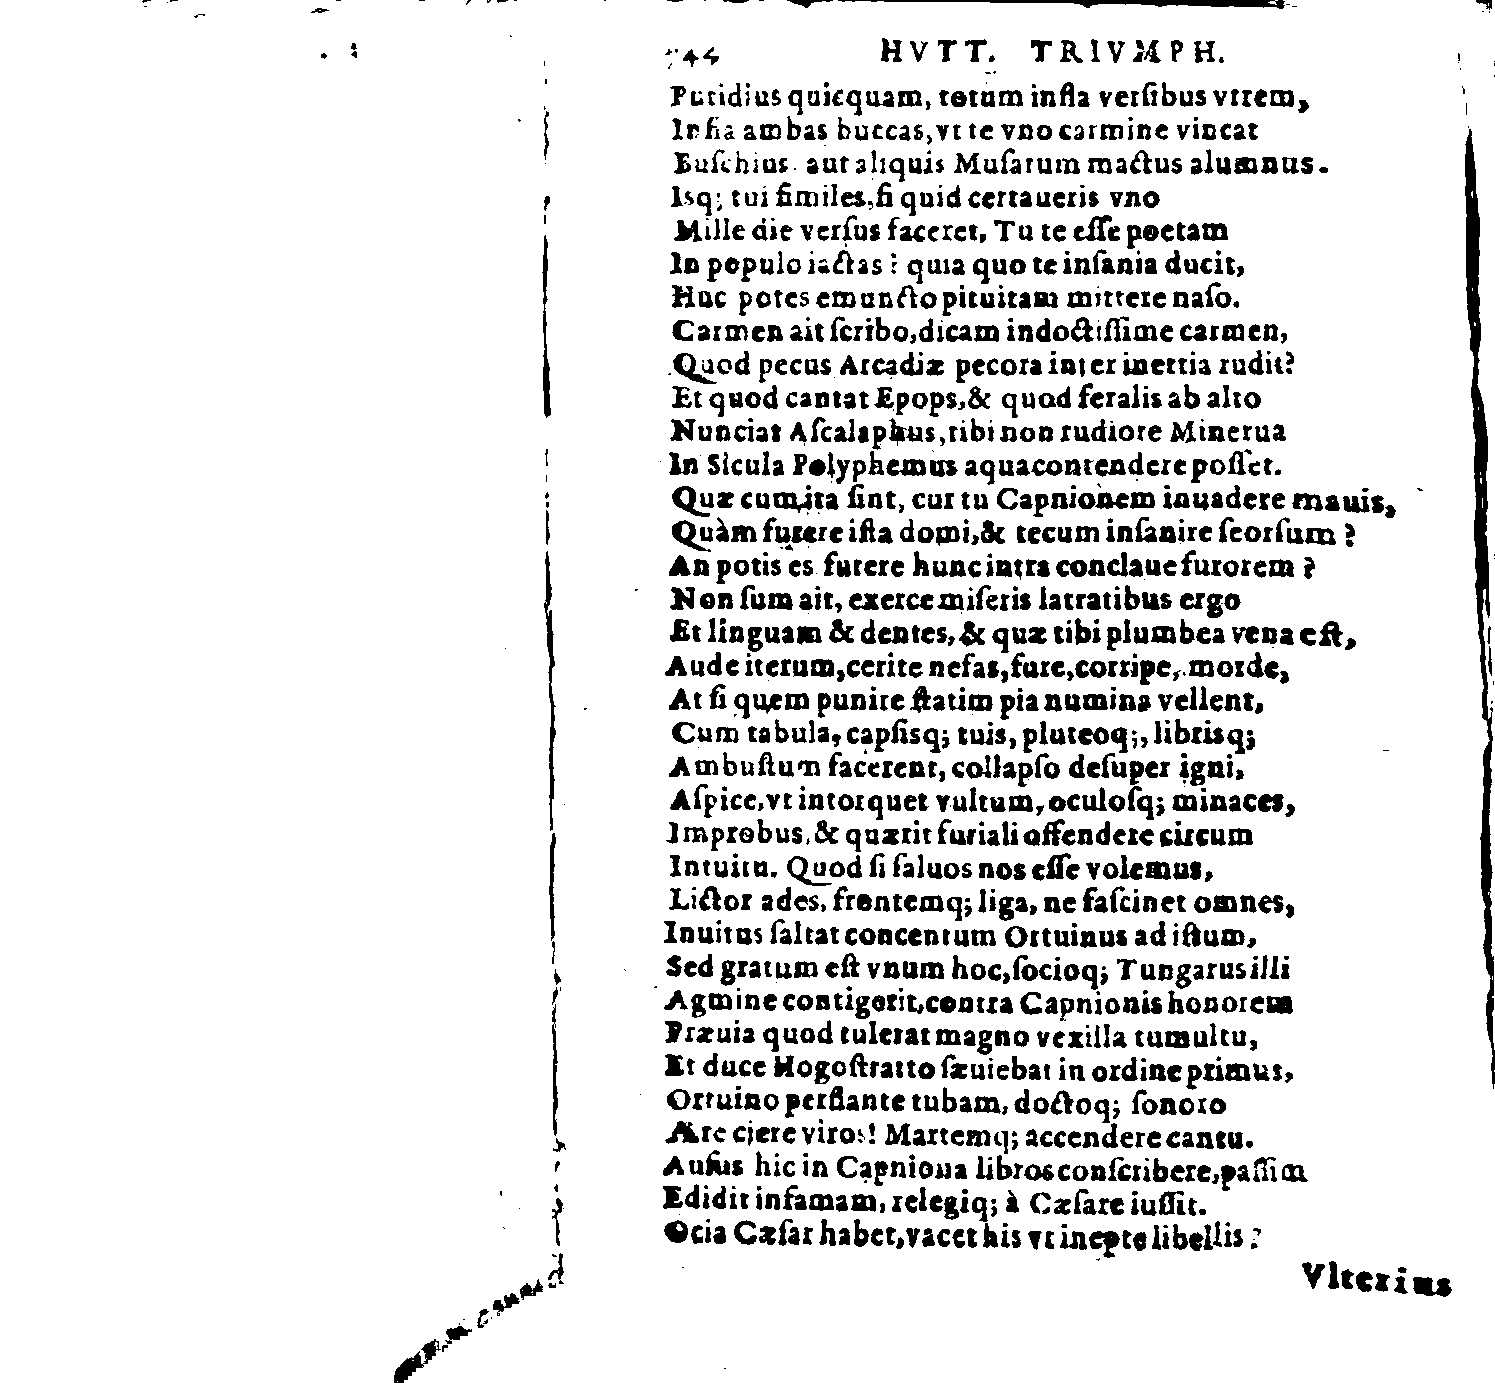 744 HVTT. TRIVMPH.
Putidius quicquam, totum infla versibus vtrem,
Infla ambas buccas, vt te vno carmine vincat
Buschius aut aliquis Musarum mactus alumnus.
Isq; tui similes, si quid certaueris vno
Mille die versus faceret, Tu te esse poetam
In populo iactas? quia quo te insania ducit,
Huc potes emuncto pituitam mittere naso.
Carmen ait scribo, dicam indoctissime carmen,
Quod pecus Arcadiæ pecora inter inertia rudit?
Et quod cantat Epops, & quod feralis ab alto
Nunciat Ascalaphus, tibi non rudiore Minerua
In Sicula Polyphemus aqua contendere posset.
Quæ cum ita sint, cur tu Capnionem inuadere mauis,
Quàm furere ista domi, & tecum insanire seorsum?
An potis es furere hunc intra conclaue furorem?
Non sum ait, exerce miseris latratibus ergo
Et linguam & dentes, & quæ tibi plumbea vena est,
Aude iterum, cerite nefas, fure, corripe, morde,
At si quem punire statim pia numina vellent,
Cum tabula, capsisq; tuis, pluteoq;, librisq;
Ambustum facerent, collapso desuper igni,
Aspice, vt intorquet vultum, oculosq; minaces,
Improbus, & quærit furiali offendere circum
Intuitu. Quod si saluos nos esse volemus,
Lictor ades, frontemq; liga, ne fascinet omnes,
Inuitus saltat concentum Ortuinus ad istum,
Sed gratum est vnum hoc, socioq; Tungarus illi
Agmine contigerit, contra Capnionis honorem
Præuia quod tulerat magno vexilla tumultu,
Et duce Hogostratto sæuiebat in ordine primus,
Ortuino perflante tubam, doctoq; sonoro
Ære ciere viros! Martemq; accendere cantu.
Ausus hic in Capniona libros conscribere, passim
Edidit infamam, relegiq; à Cæsare iussit.
Ocia Cæsar habet, vacet his vt inepte libellis?
Vlterius